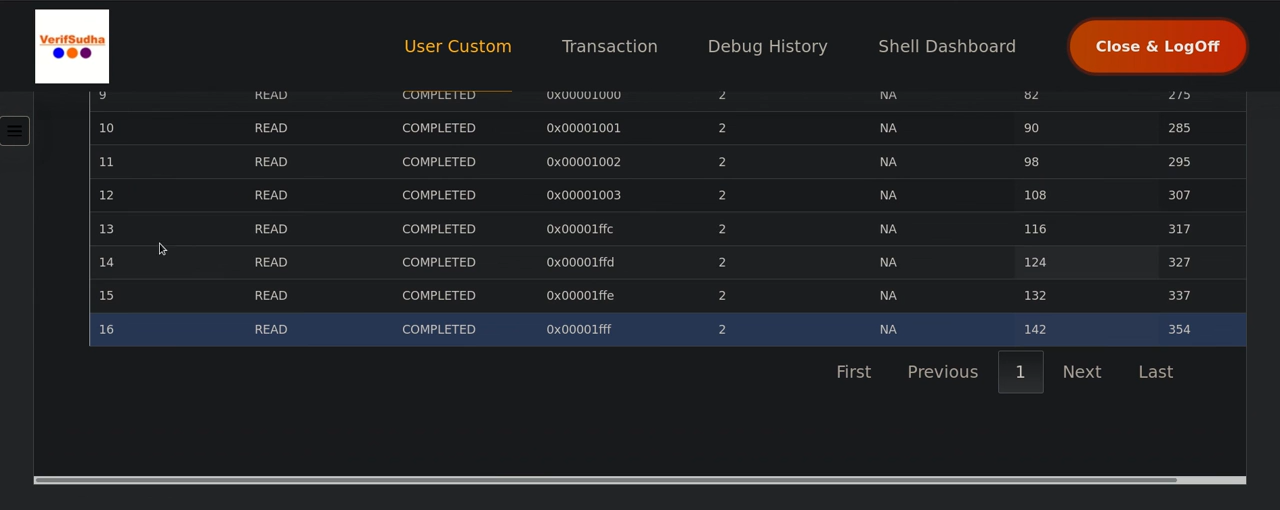 VerifSudha
User Custom Transaction Debug History Shell Dashboard Close & LogOff
9 READ COMPLETED 0x00001000 2 NA 82 275
10 READ COMPLETED 0x00001001 2 NA 90 285
11 READ COMPLETED 0x00001002 2 NA 98 295
12 READ COMPLETED 0x00001003 2 NA 108 307
13 READ COMPLETED 0x00001ffc 2 NA 116 317
14 READ COMPLETED 0x00001ffd 2 NA 124 327
15 READ COMPLETED 0x00001ffe 2 NA 132 337
16 READ COMPLETED 0x00001fff 2 NA 142 354
First Previous 1 Next Last